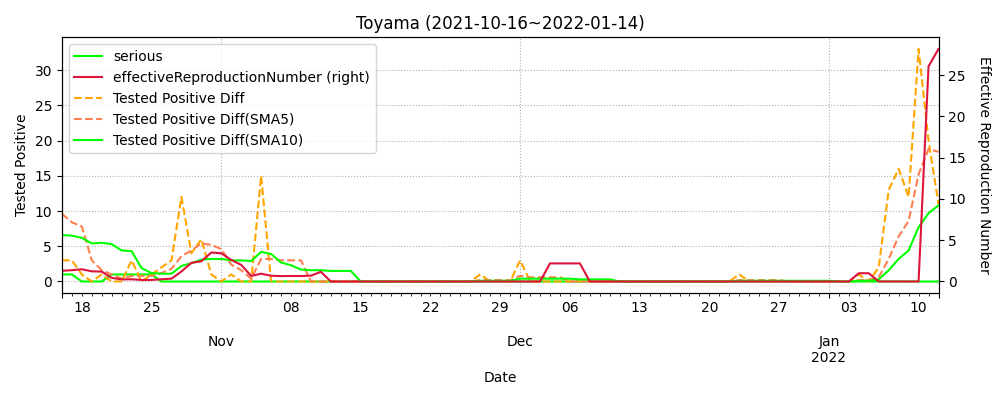 Toyama (2021-10-16~2022-01-14)
serious
effectiveReproductionNumber (right)
Tested Positive Diff
Tested Positive Diff(SMA5)
Tested Positive Diff(SMA10)
Tested Positive
30
25
20
15
10
5
0
Effective Reproduction Number
25
20
15
10
5
0
18 25 08 15 22 29 06 13 20 27 03 10
Nov Dec Jan
2022
Date